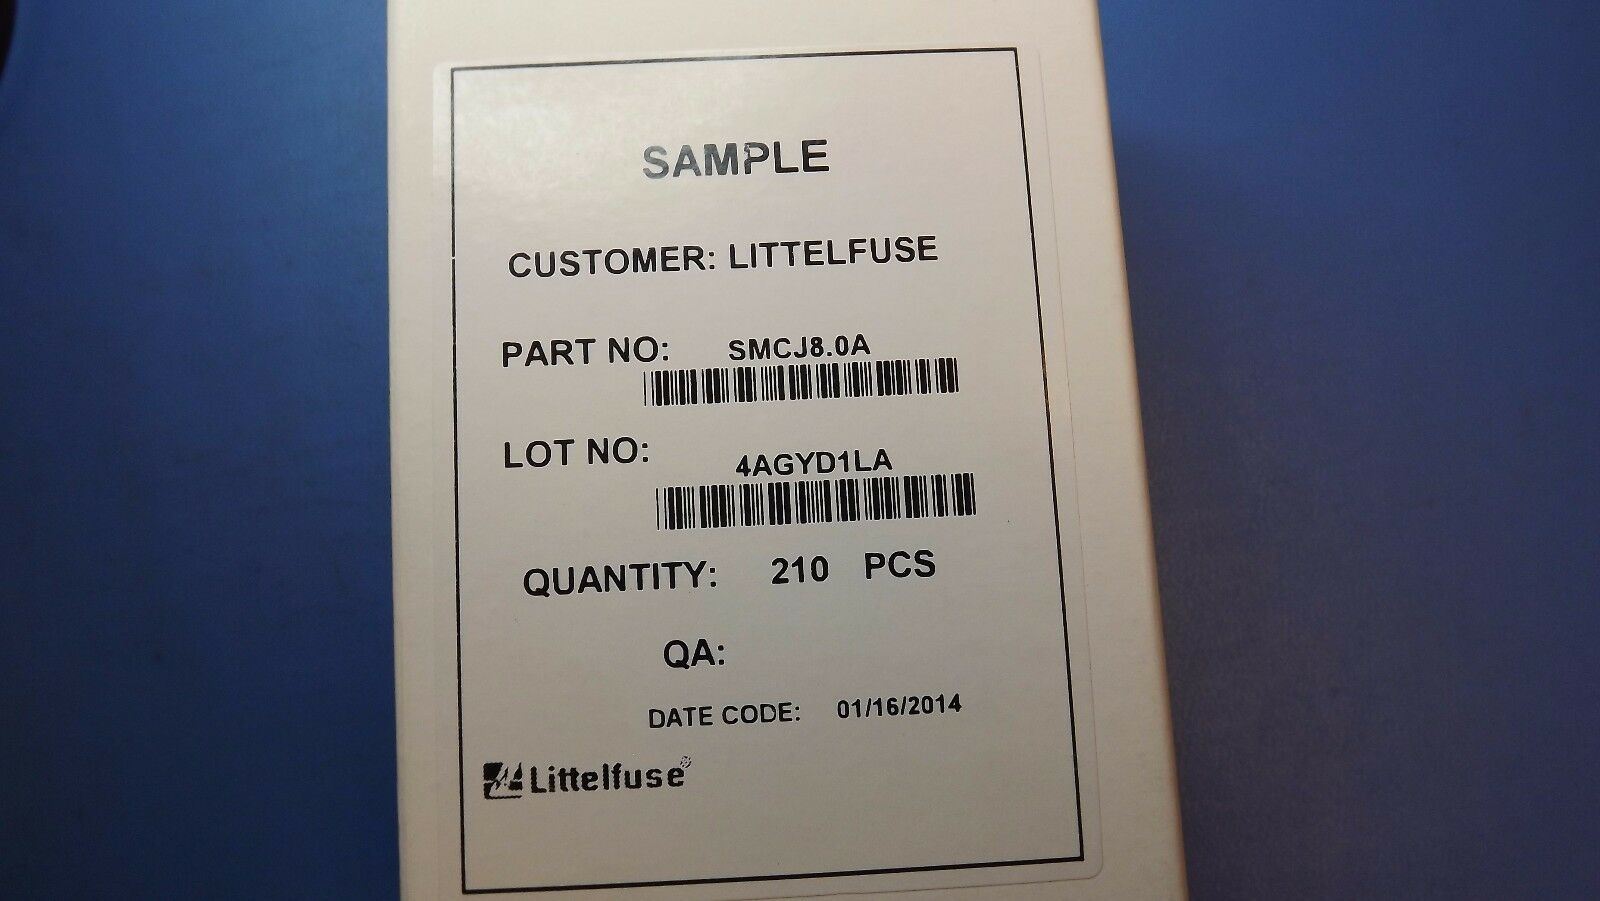 SAMPLE
CUSTOMER: LITTELFUSE
PART NO: SMCJ8.0A
LOT NO: 4AGYD1LA
QUANTITY: 210 PCS
QA:
DATE CODE: 01/16/2014
Littelfuse®